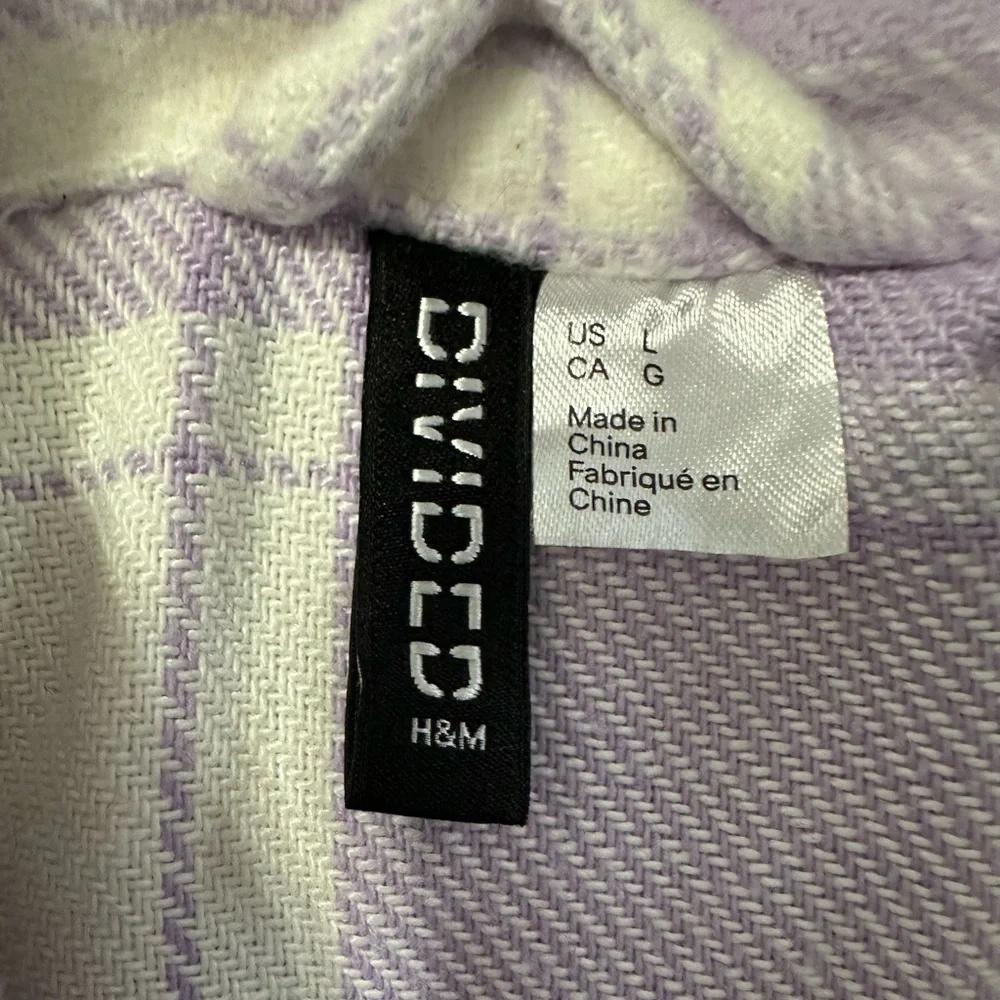 DIVIDED
H&M
US L
CA G
Made in
China
Fabriqué en
Chine